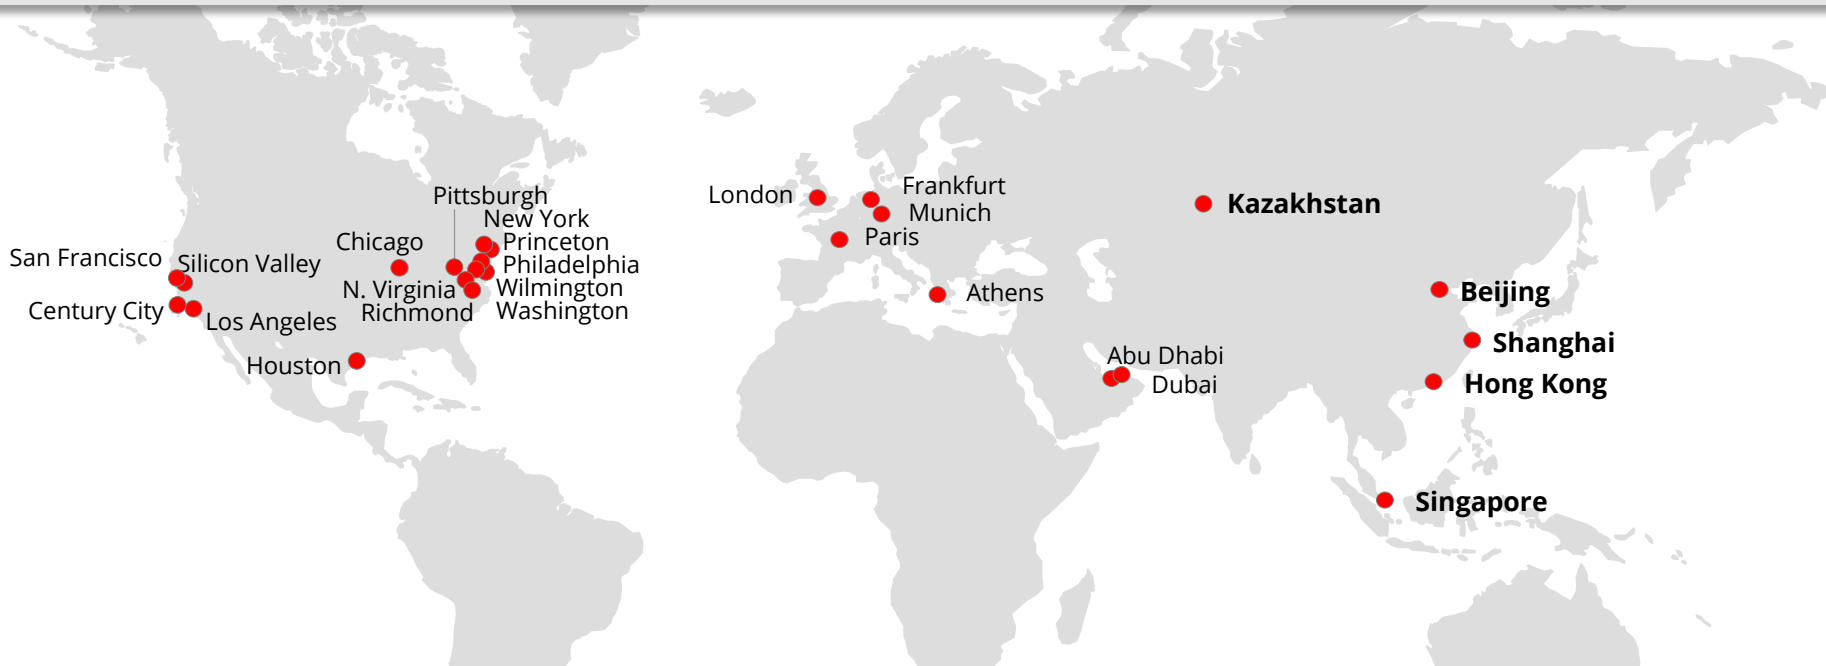 San Francisco
Silicon Valley
Century City
Los Angeles
Houston
Chicago
Pittsburgh
New York
Princeton
Philadelphia
Wilmington
Washington
N. Virginia
Richmond
London
Frankfurt
Munich
Paris
Athens
Abu Dhabi
Dubai
Kazakhstan
Beijing
Shanghai
Hong Kong
Singapore